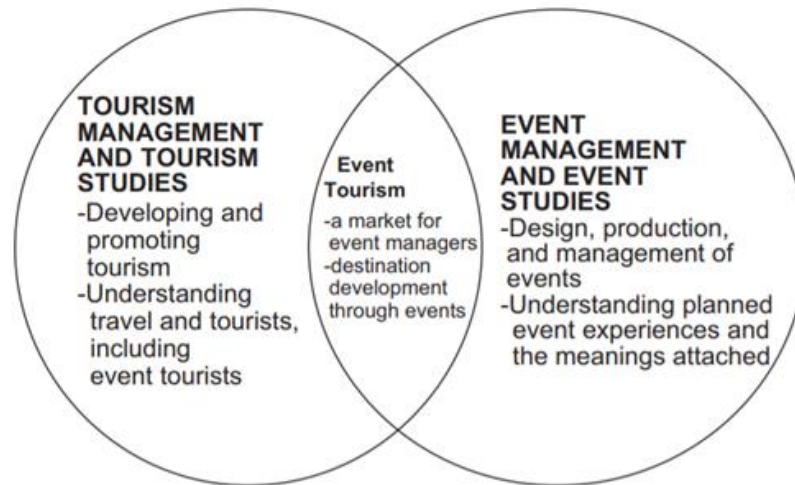 TOURISM
MANAGEMENT
AND TOURISM
STUDIES
-Developing and
promoting
tourism
-Understanding
travel and tourists,
including
event tourists
Event
Tourism
-a market for
event managers
-destination
development
through events
EVENT
MANAGEMENT
AND EVENT
STUDIES
-Design, production,
and management of
events
-Understanding planned
event experiences and
the meanings attached